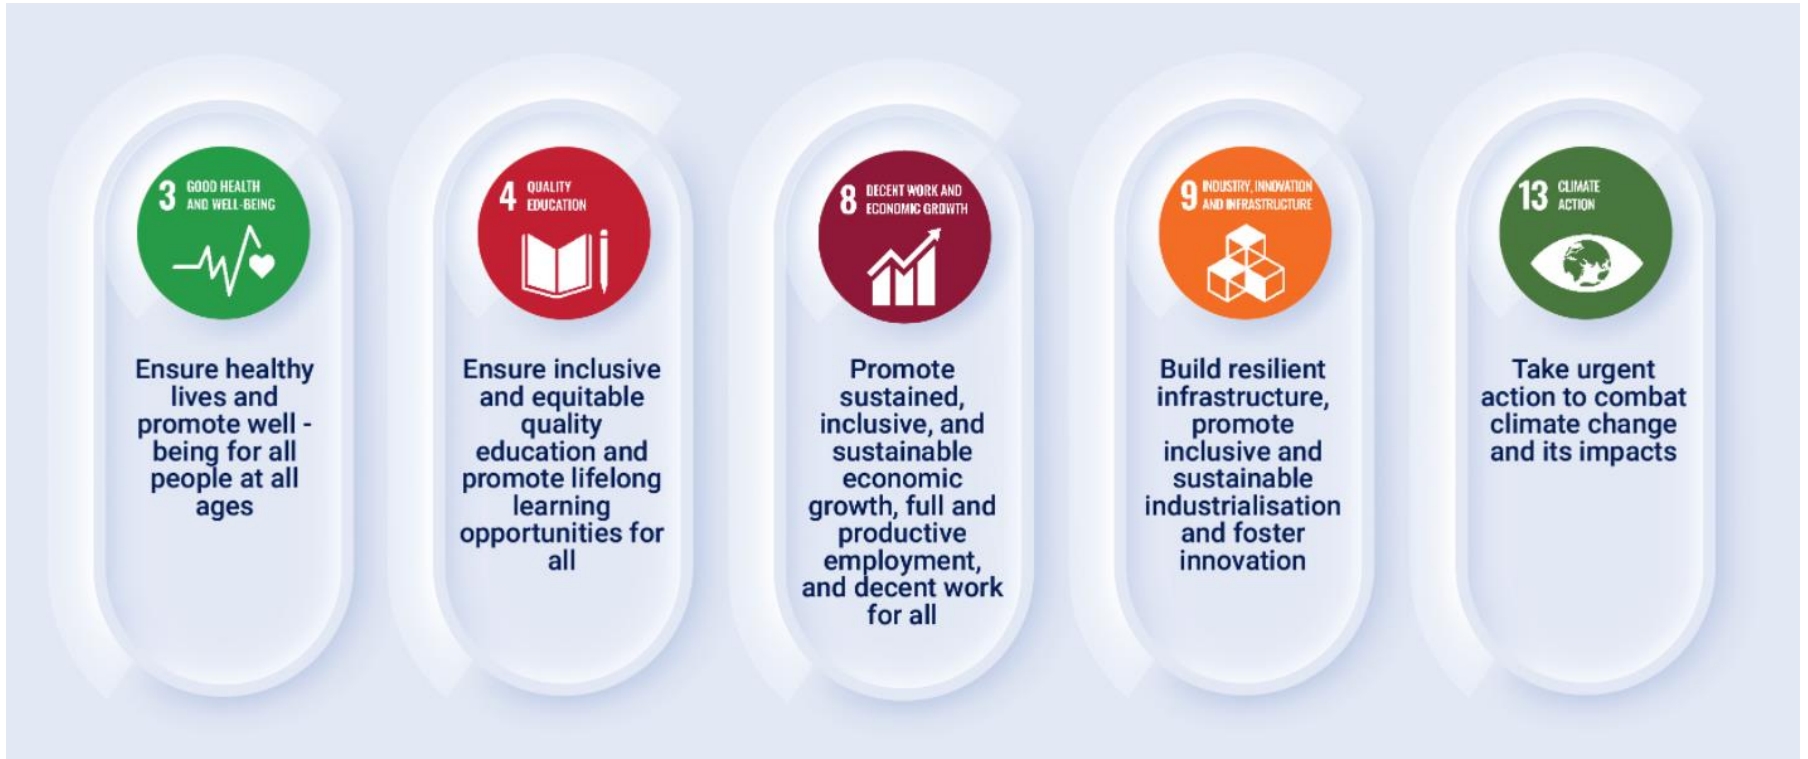 3 GOOD HEALTH
AND WELL-BEING
Ensure healthy
lives and
promote well -
being for all
people at all
ages
4 QUALITY
EDUCATION
Ensure inclusive
and equitable
quality
education and
promote lifelong
learning
opportunities for
all
8 DECENT WORK AND
ECONOMIC GROWTH
Promote
sustained,
inclusive, and
sustainable
economic
growth, full and
productive
employment,
and decent work
for all
9 INDUSTRY, INNOVATION
AND INFRASTRUCTURE
Build resilient
infrastructure,
promote
inclusive and
sustainable
industrialisation
and foster
innovation
13 CLIMATE
ACTION
Take urgent
action to combat
climate change
and its impacts